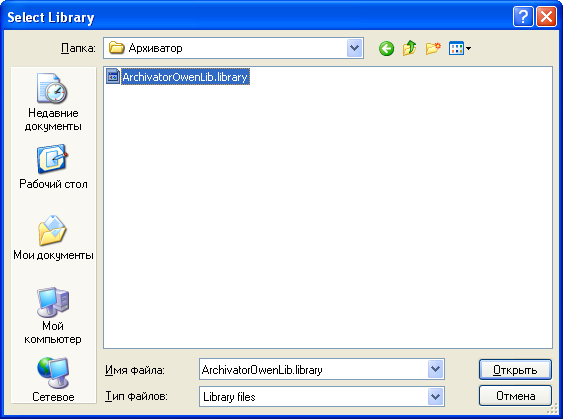 Select Library
Папка:
Архиватор
ArchivatorOwenLib.library
Недавние
документы
Рабочий стол
Мои документы
Мой
компьютер
Сетевое
Имя файла:
ArchivatorOwenLib.library
Открыть
Тип файлов:
Library files
Отмена